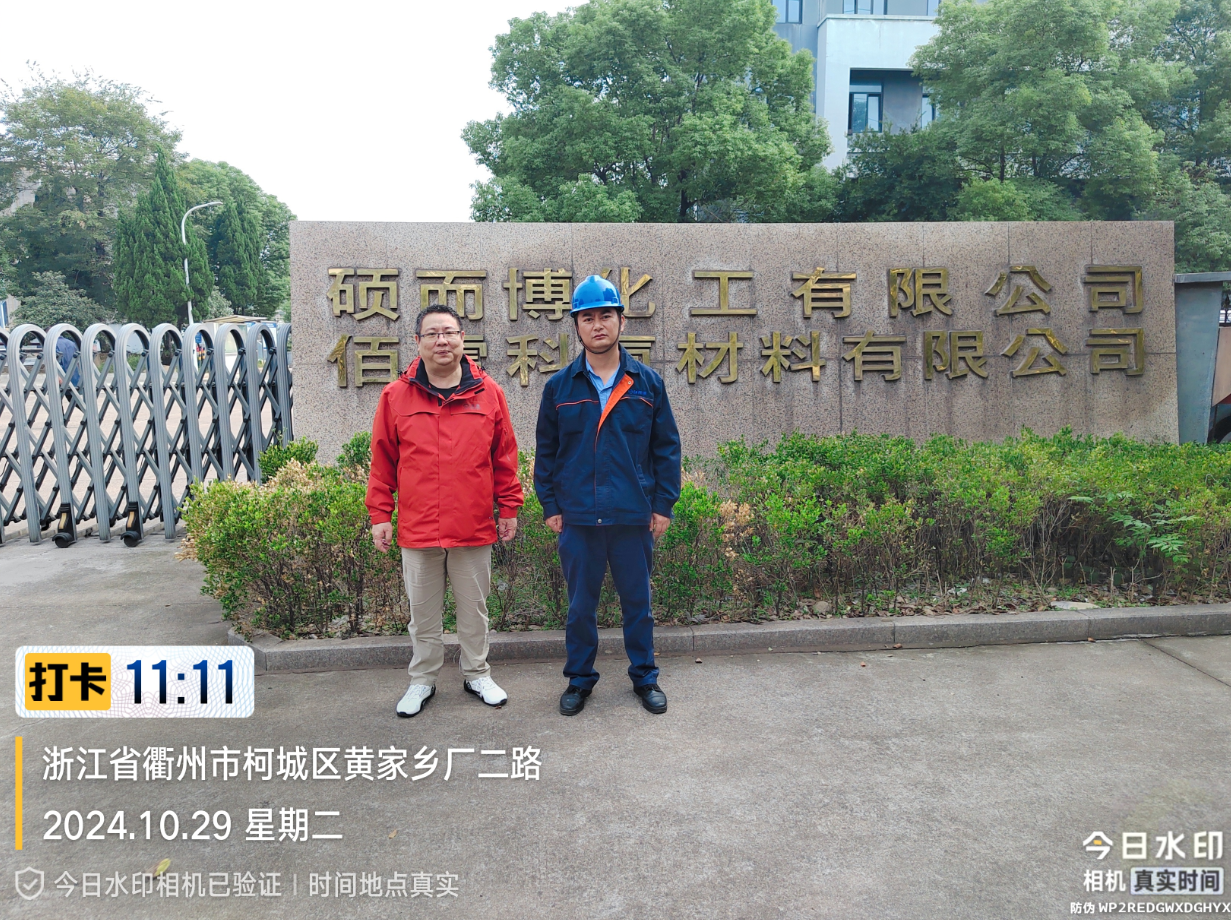 硕而博化工有限公司
佰 科 材料有限公司
打卡 11:11
浙江省衢州市柯城区黄家乡厂二路
2024.10.29 星期二
今日水印相机已验证 | 时间地点真实
今日水印
相机 真实时间
防伪 WP2REDGWXDGHYX